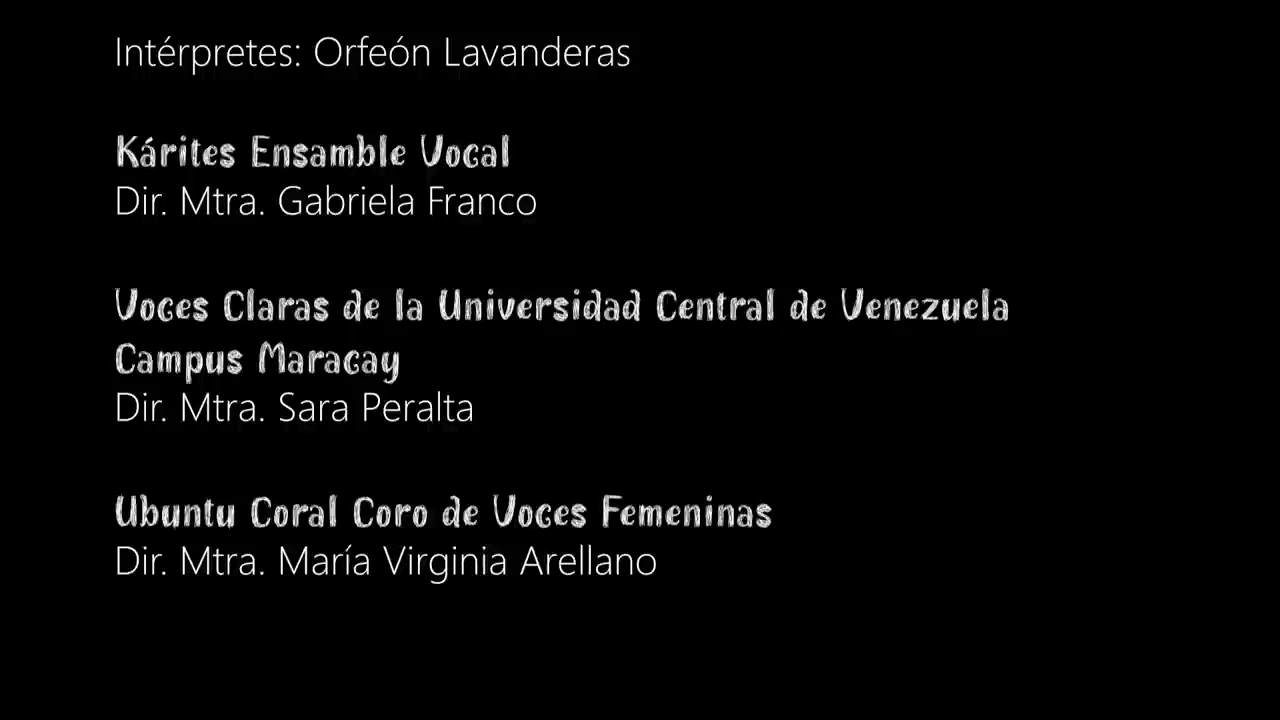 Intérpretes: Orfeón Lavanderas
Kárites Ensamble Vocal
Dir. Mtra. Gabriela Franco
Voces Claras de la Universidad Central de Venezuela
Campus Maracay
Dir. Mtra. Sara Peralta
Ubuntu Coral Coro de Voces Femeninas
Dir. Mtra. María Virginia Arellano